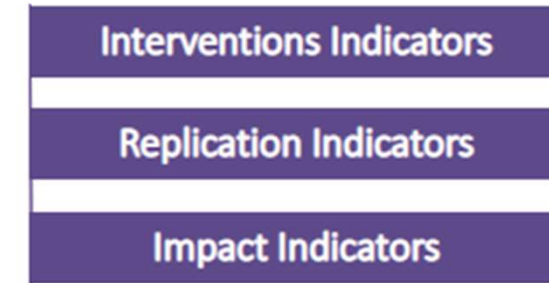 Interventions Indicators
Replication Indicators
Impact Indicators